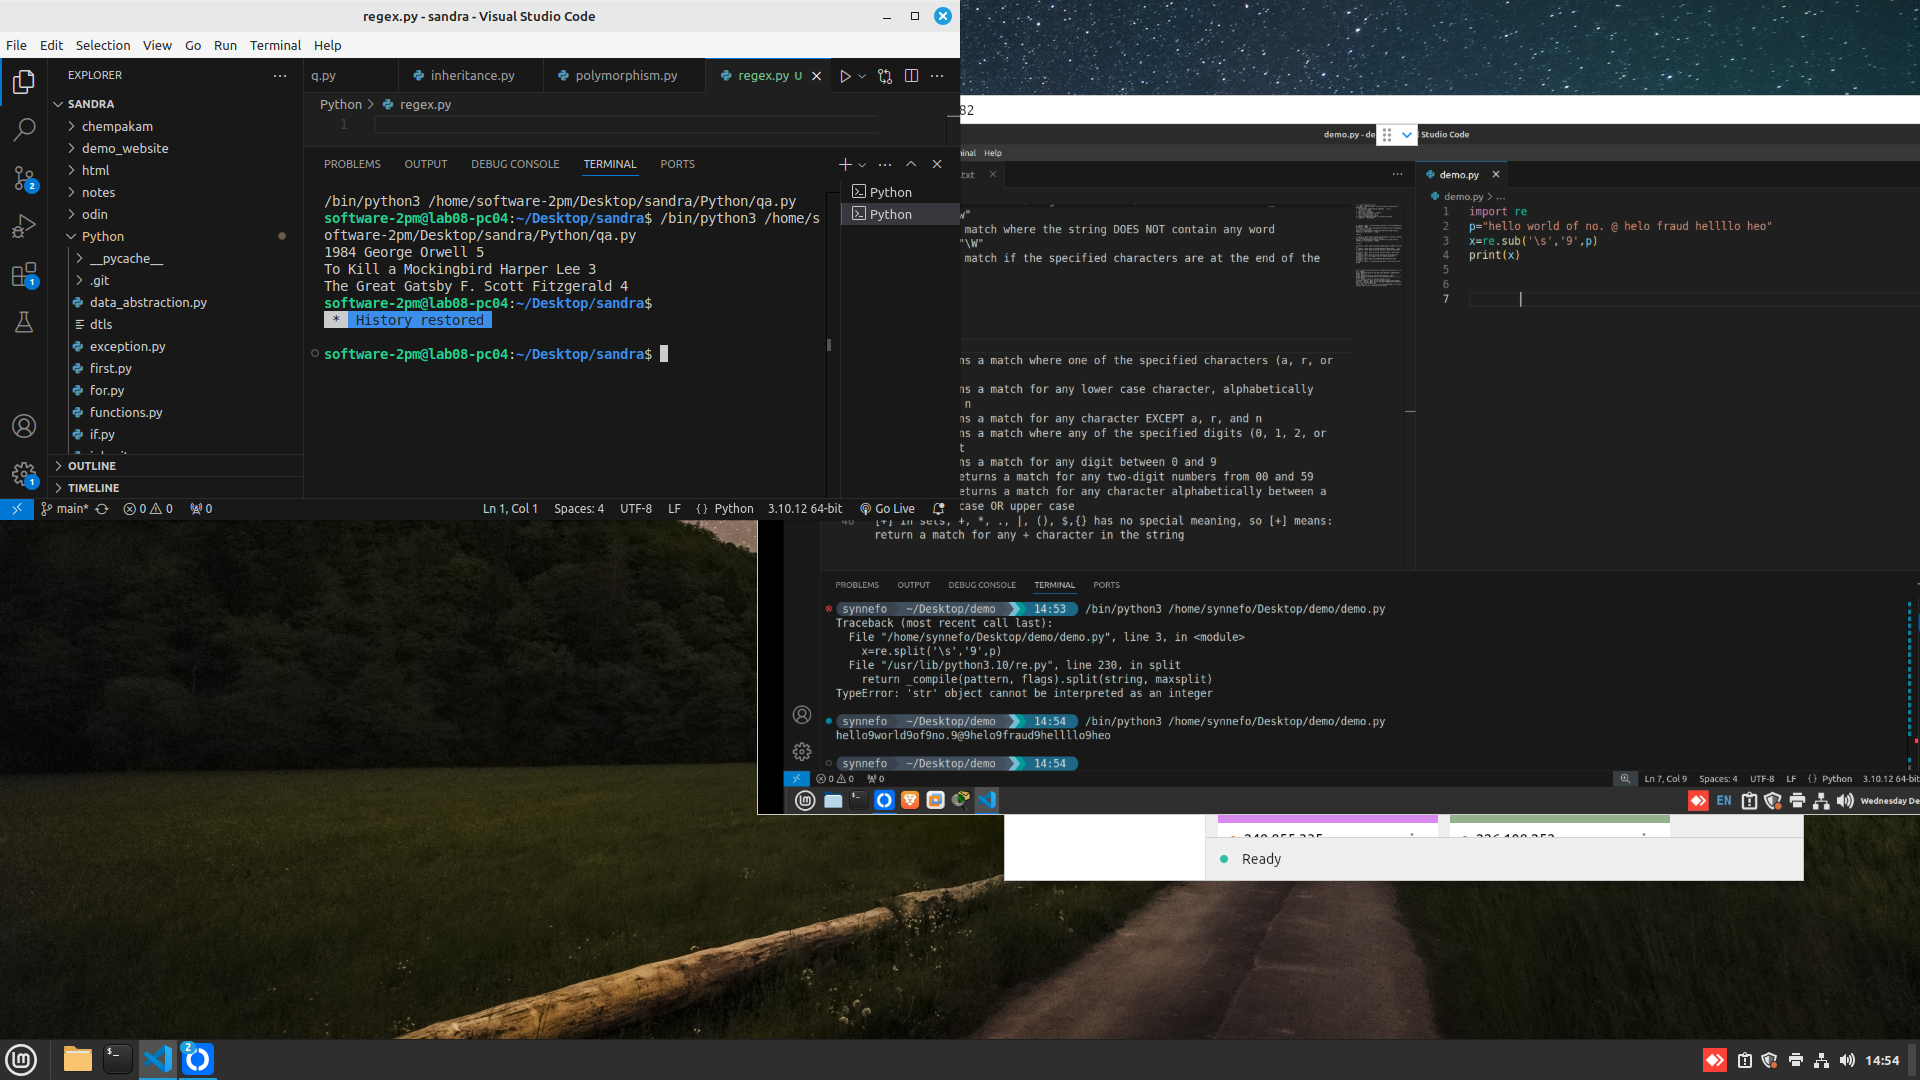 regex.py - sandra - Visual Studio Code
File Edit Selection View Go Run Terminal Help
EXPLORER
SANDRA
chempakam
demo_website
html
notes
odin
Python
__pycache__
.git
data_abstraction.py
dtls
exception.py
first.py
for.py
functions.py
if.py
OUTLINE
TIMELINE
2
1
1
q.py inheritance.py polymorphism.py regex.py U
Python > regex.py
1
PROBLEMS OUTPUT DEBUG CONSOLE TERMINAL PORTS
/bin/python3 /home/software-2pm/Desktop/sandra/Python/qa.py
software-2pm@lab08-pc04:~/Desktop/sandra$ /bin/python3 /home/s
oftware-2pm/Desktop/sandra/Python/qa.py
1984 George Orwell 5
To Kill a Mockingbird Harper Lee 3
The Great Gatsby F. Scott Fitzgerald 4
software-2pm@lab08-pc04:~/Desktop/sandra$
* History restored
software-2pm@lab08-pc04:~/Desktop/sandra$
Python
Python
main* 0 0 0 Ln 1, Col 1 Spaces: 4 UTF-8 LF {} Python 3.10.12 64-bit Go Live
82
demo.py - de Studio Code
ninal Help
.txt demo.py
demo.py > ...
1 import re
2 p="hello world of no. @ helo fraud hellllo heo"
3 x=re.sub('\s','9',p)
4 print(x)
5
6
7
match where the string DOES NOT contain any word
"\W"
match if the specified characters are at the end of the
ns a match where one of the specified characters (a, r, or
ns a match for any lower case character, alphabetically
n
ns a match for any character EXCEPT a, r, and n
ns a match where any of the specified digits (0, 1, 2, or
t
ns a match for any digit between 0 and 9
eturns a match for any two-digit numbers from 00 and 59
eturns a match for any character alphabetically between a
case OR upper case
[+] In sets, +, *, ., |, (), $,{} has no special meaning, so [+] means:
return a match for any + character in the string
PROBLEMS OUTPUT DEBUG CONSOLE TERMINAL PORTS
synnefo ~/Desktop/demo 14:53 /bin/python3 /home/synnefo/Desktop/demo/demo.py
Traceback (most recent call last):
File "/home/synnefo/Desktop/demo/demo.py", line 3, in <module>
x=re.split('\s','9',p)
File "/usr/lib/python3.10/re.py", line 230, in split
return _compile(pattern, flags).split(string, maxsplit)
TypeError: 'str' object cannot be interpreted as an integer
synnefo ~/Desktop/demo 14:54 /bin/python3 /home/synnefo/Desktop/demo/demo.py
hello9world9of9no.9@9helo9fraud9hellllo9heo
synnefo ~/Desktop/demo 14:54
0 0 0 Ln 7, Col 9 Spaces: 4 UTF-8 LF {} Python 3.10.12 64-bit
EN Wednesday De
Ready
2
14:54